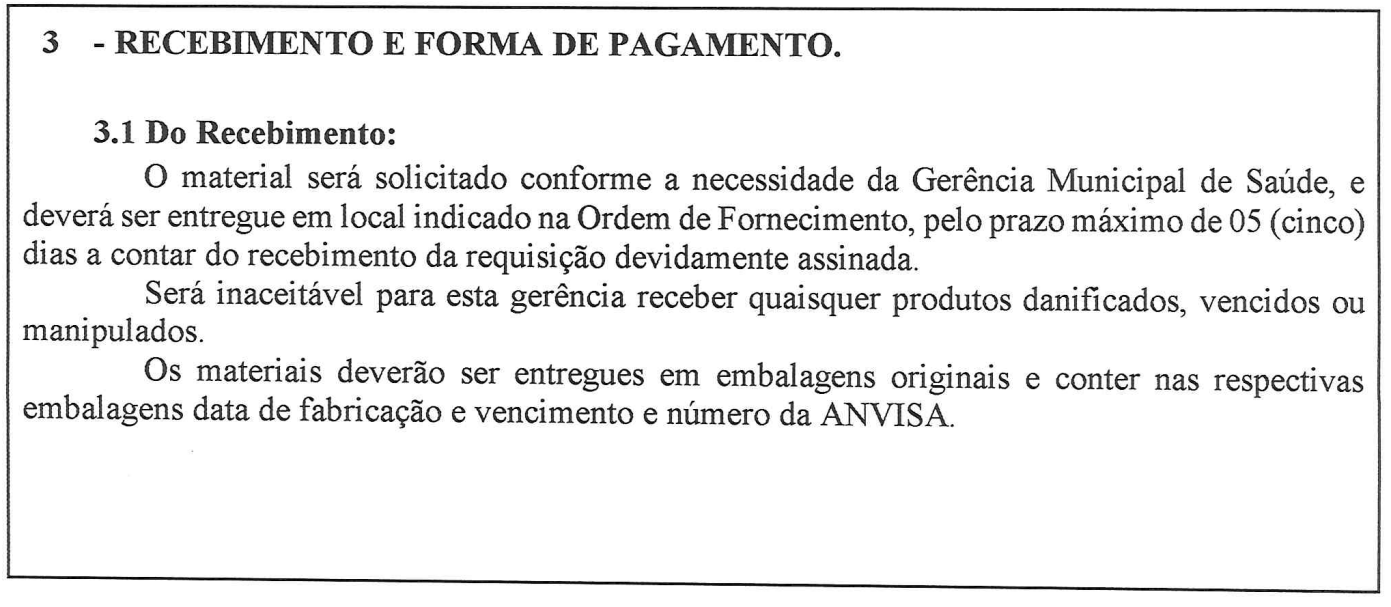 3 - RECEBIMENTO E FORMA DE PAGAMENTO.
3.1 Do Recebimento:
O material será solicitado conforme a necessidade da Gerência Municipal de Saúde, e
deverá ser entregue em local indicado na Ordem de Fornecimento, pelo prazo máximo de 05 (cinco)
dias a contar do recebimento da requisição devidamente assinada.
Será inaceitável para esta gerência receber quaisquer produtos danificados, vencidos ou
manipulados.
Os materiais deverão ser entregues em embalagens originais e conter nas respectivas
embalagens data de fabricação e vencimento e número da ANVISA.